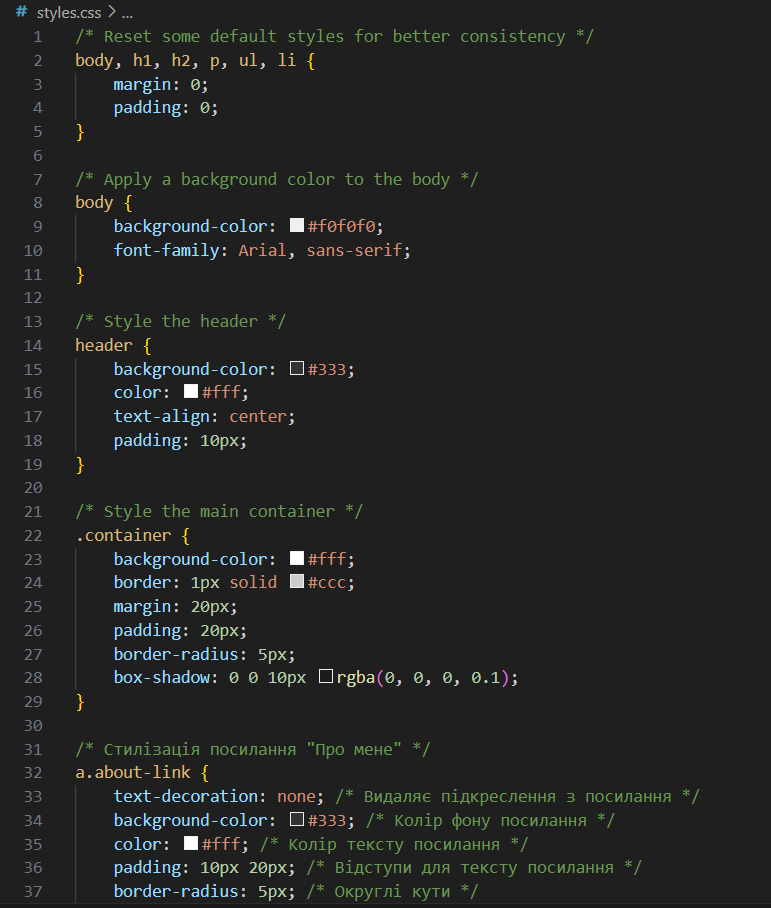 # styles.css > ...
1 /* Reset some default styles for better consistency */
2 body, h1, h2, p, ul, li {
3     margin: 0;
4     padding: 0;
5 }
6
7 /* Apply a background color to the body */
8 body {
9     background-color: #f0f0f0;
10     font-family: Arial, sans-serif;
11 }
12
13 /* Style the header */
14 header {
15     background-color: #333;
16     color: #fff;
17     text-align: center;
18     padding: 10px;
19 }
20
21 /* Style the main container */
22 .container {
23     background-color: #fff;
24     border: 1px solid #ccc;
25     margin: 20px;
26     padding: 20px;
27     border-radius: 5px;
28     box-shadow: 0 0 10px rgba(0, 0, 0, 0.1);
29 }
30
31 /* Стилізація посилання "Про мене" */
32 a.about-link {
33     text-decoration: none; /* Видаляє підкреслення з посилання */
34     background-color: #333; /* Колір фону посилання */
35     color: #fff; /* Колір тексту посилання */
36     padding: 10px 20px; /* Відступи для тексту посилання */
37     border-radius: 5px; /* Округлі кути */